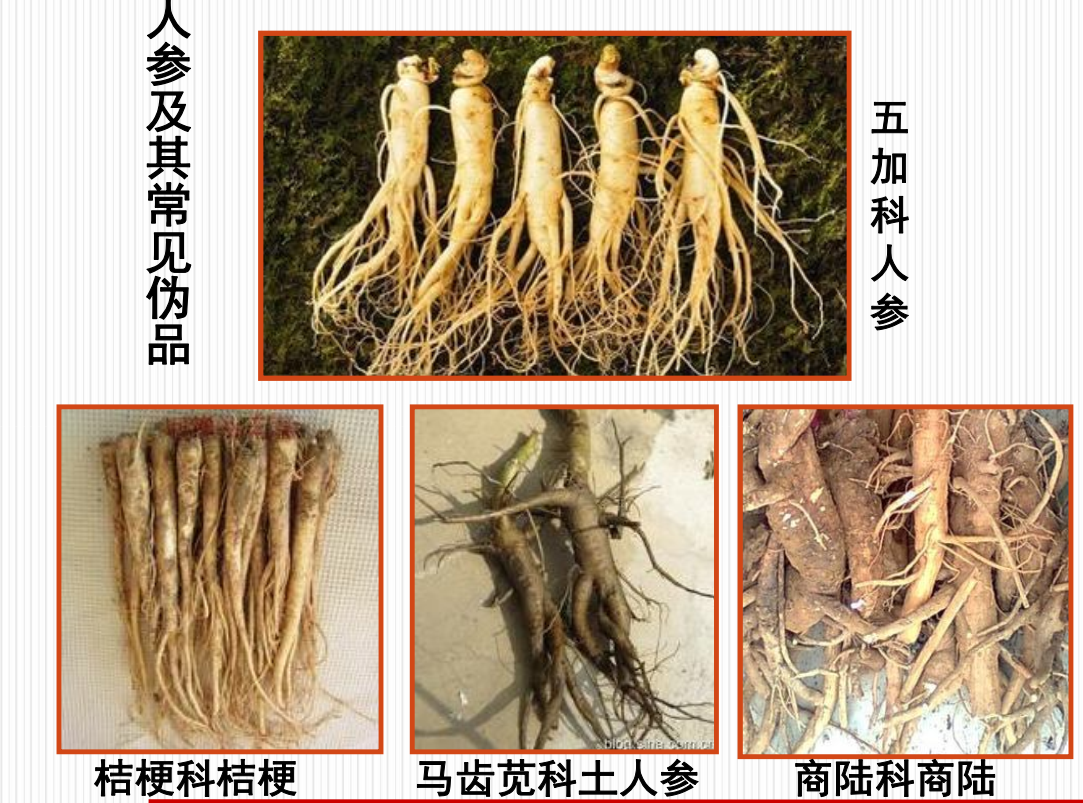 人参及其常见伪品
五加科人参
桔梗科桔梗
马齿苋科土人参
商陆科商陆
blog.sina.com.cn